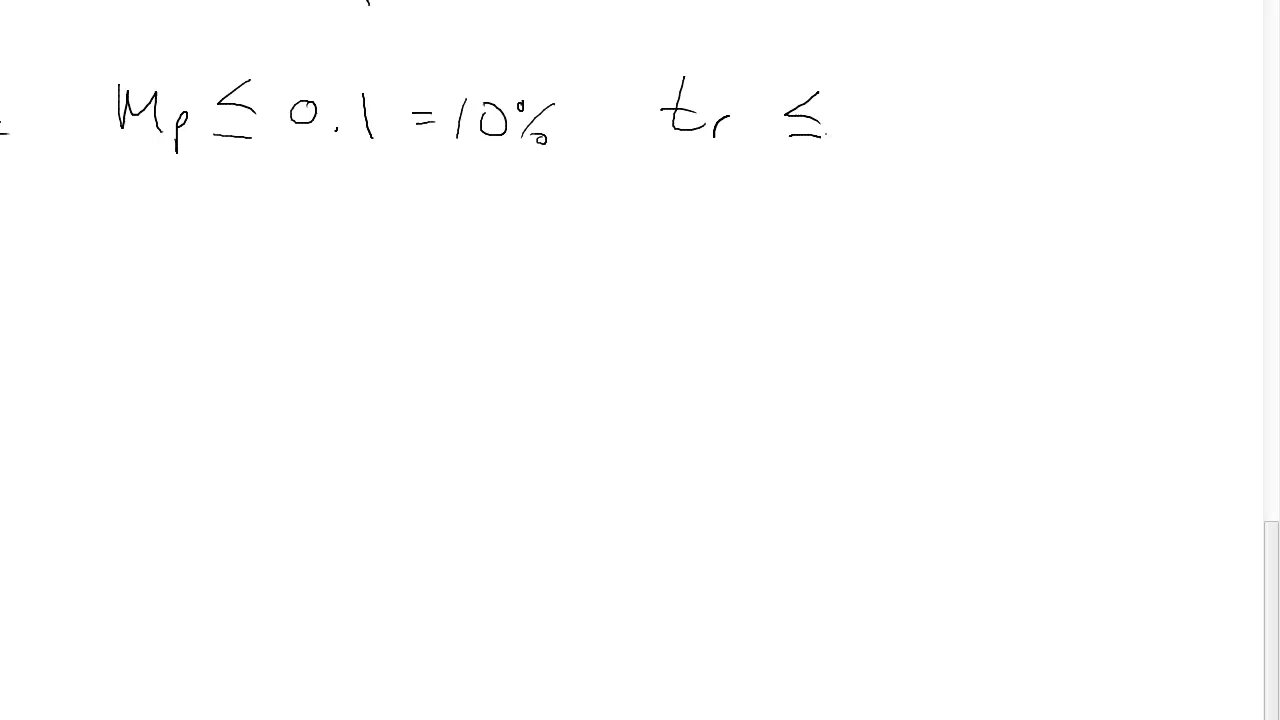 Mp ≤ 0.1 = 10% tr ≤